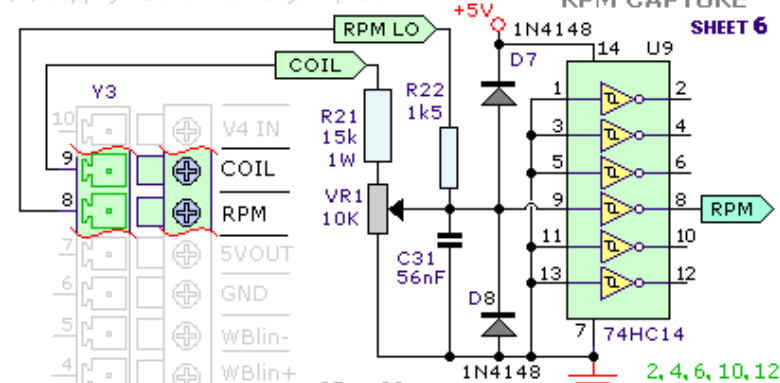 RPM CAPTURE
SHEET 6
+5V
1N4148
RPM LO
COIL
14
U9
D7
Y3
R21
15k
1W
R22
1k5
VR1
10K
C31
56nF
D8
1N4148
10
V4 IN
9
COIL
8
RPM
7
5VOUT
6
GND
5
WBlin-
4
WBlin+
1
2
3
4
5
6
9
8
RPM
11
10
13
12
7
74HC14
2, 4, 6, 10, 12